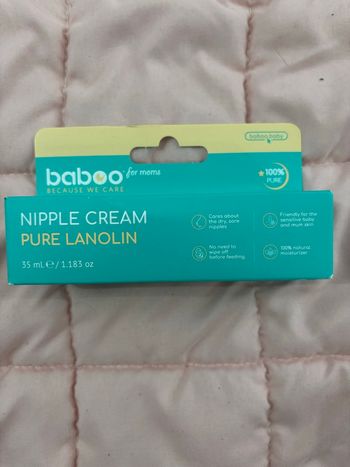 baboo.baby
baboo for moms
BECAUSE WE CARE
100%
PURE
NIPPLE CREAM
PURE LANOLIN
35 mL ℮ / 1.183 oz
Cares about
the dry, sore
nipples
Friendly for the
sensitive baby
and mum skin
No need to
wipe off
before feeding
100% natural
moisturizer